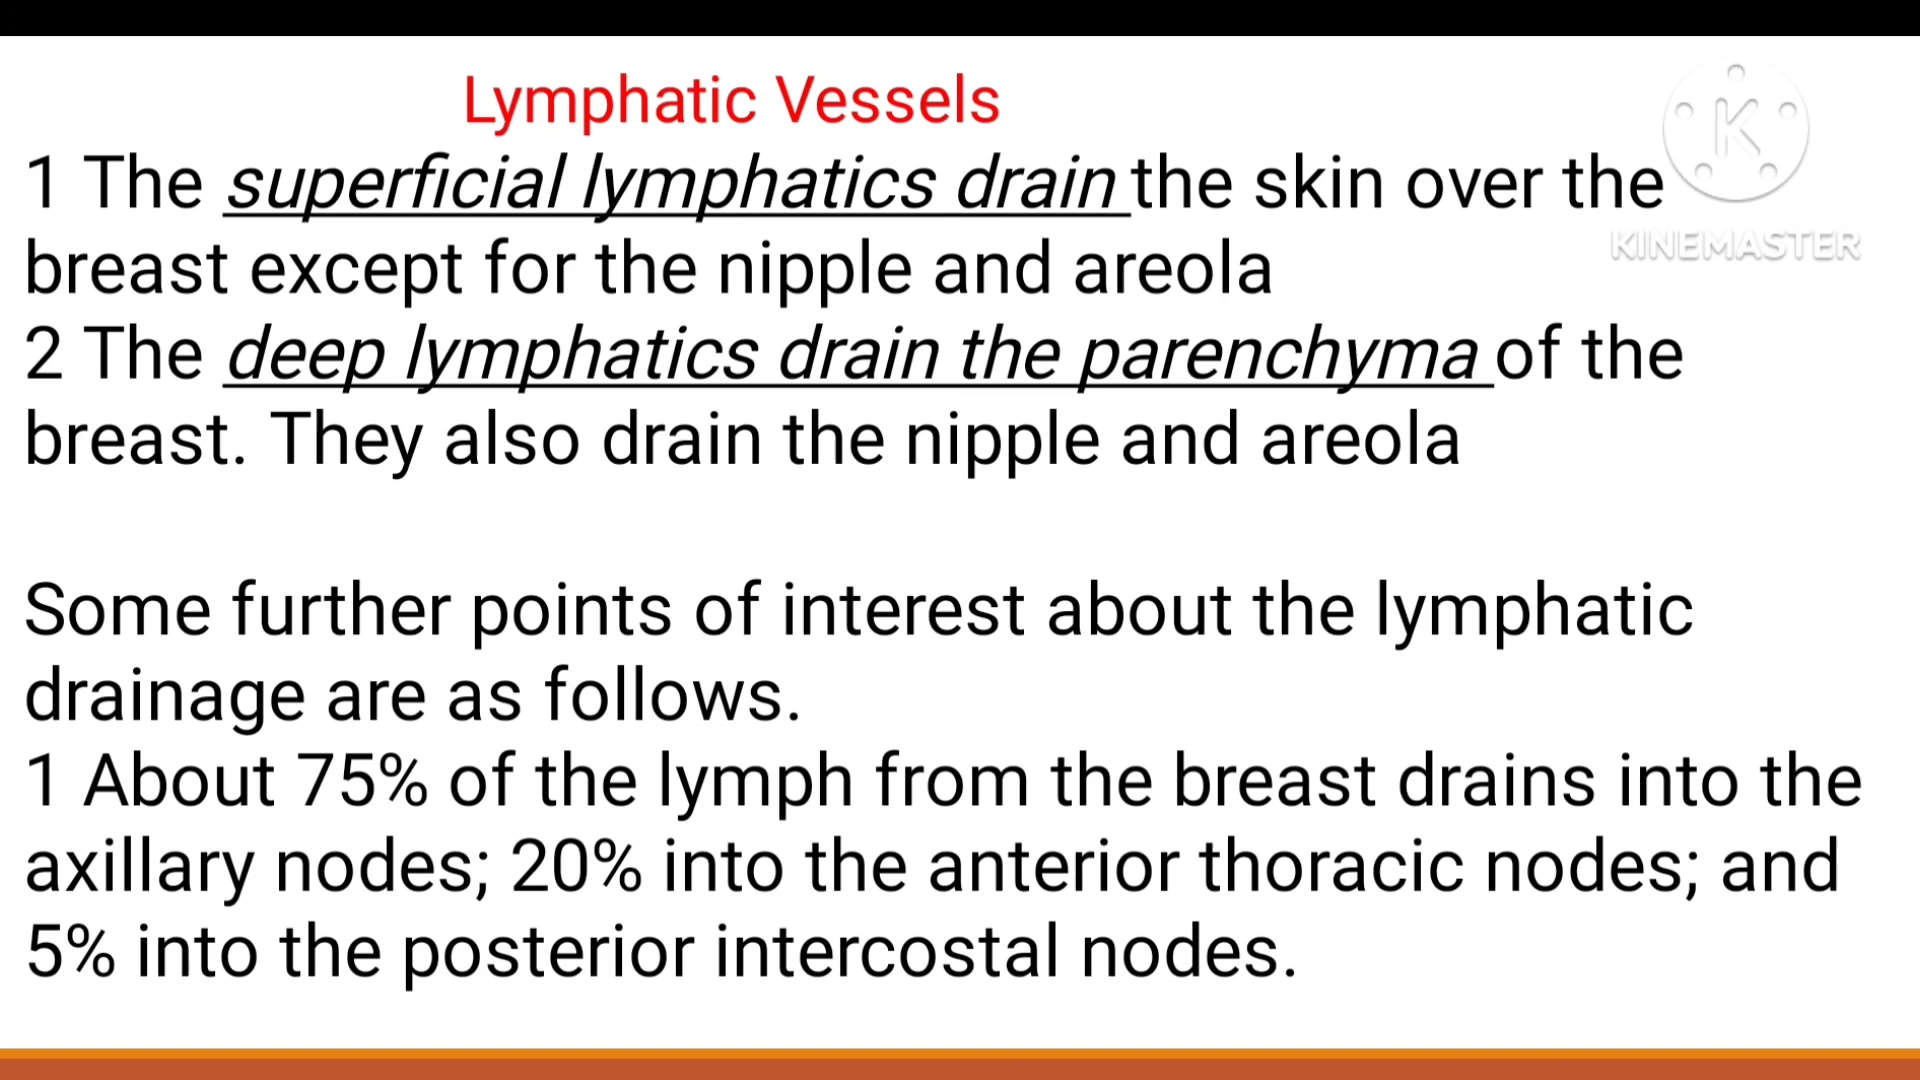 Lymphatic Vessels
1 The superficial lymphatics drain the skin over the
breast except for the nipple and areola
2 The deep lymphatics drain the parenchyma of the
breast. They also drain the nipple and areola
Some further points of interest about the lymphatic
drainage are as follows.
1 About 75% of the lymph from the breast drains into the
axillary nodes; 20% into the anterior thoracic nodes; and
5% into the posterior intercostal nodes.
K
KINEMASTER